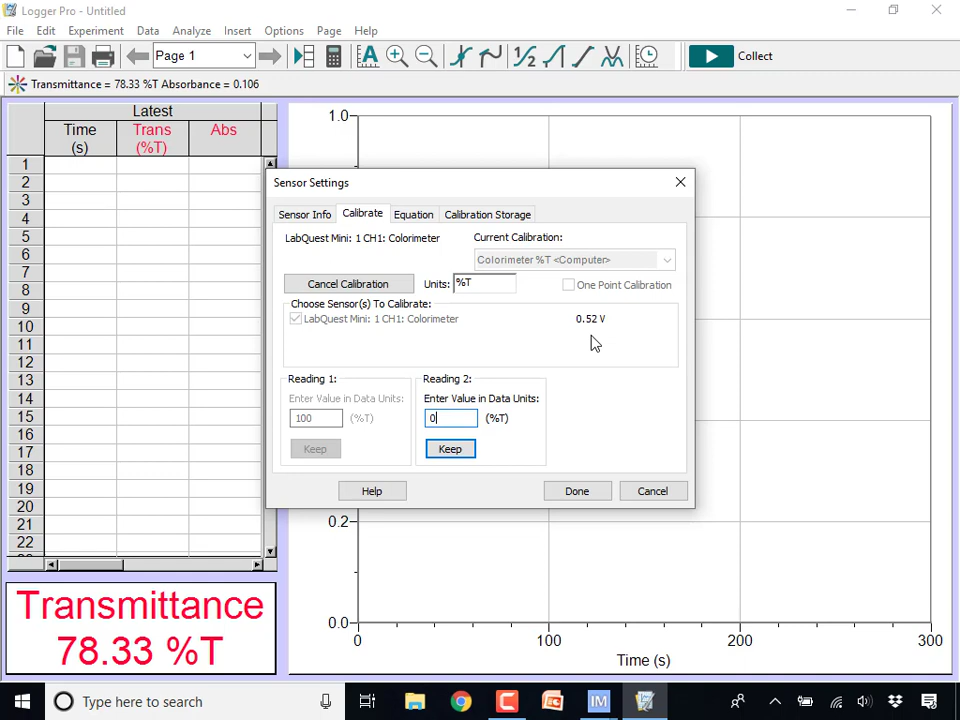 Logger Pro - Untitled
File Edit Experiment Data Analyze Insert Options Page Help
Page 1
Collect
Transmittance = 78.33 %T Absorbance = 0.106
Latest
Time
(s)
Trans
(%T)
Abs
1
2
3
4
5
6
7
8
9
10
11
12
13
14
15
16
17
18
19
20
21
22
Transmittance
78.33 %T
1.0
0.2
0.0
0 100 200 300
Time (s)
Sensor Settings
Sensor Info Calibrate Equation Calibration Storage
LabQuest Mini: 1 CH1: Colorimeter
Current Calibration:
Colorimeter %T <Computer>
Cancel Calibration
Units: %T
One Point Calibration
Choose Sensor(s) To Calibrate:
LabQuest Mini: 1 CH1: Colorimeter 0.52 V
Reading 1:
Enter Value in Data Units:
100 (%T)
Keep
Reading 2:
Enter Value in Data Units:
0 (%T)
Keep
Help Done Cancel
Type here to search